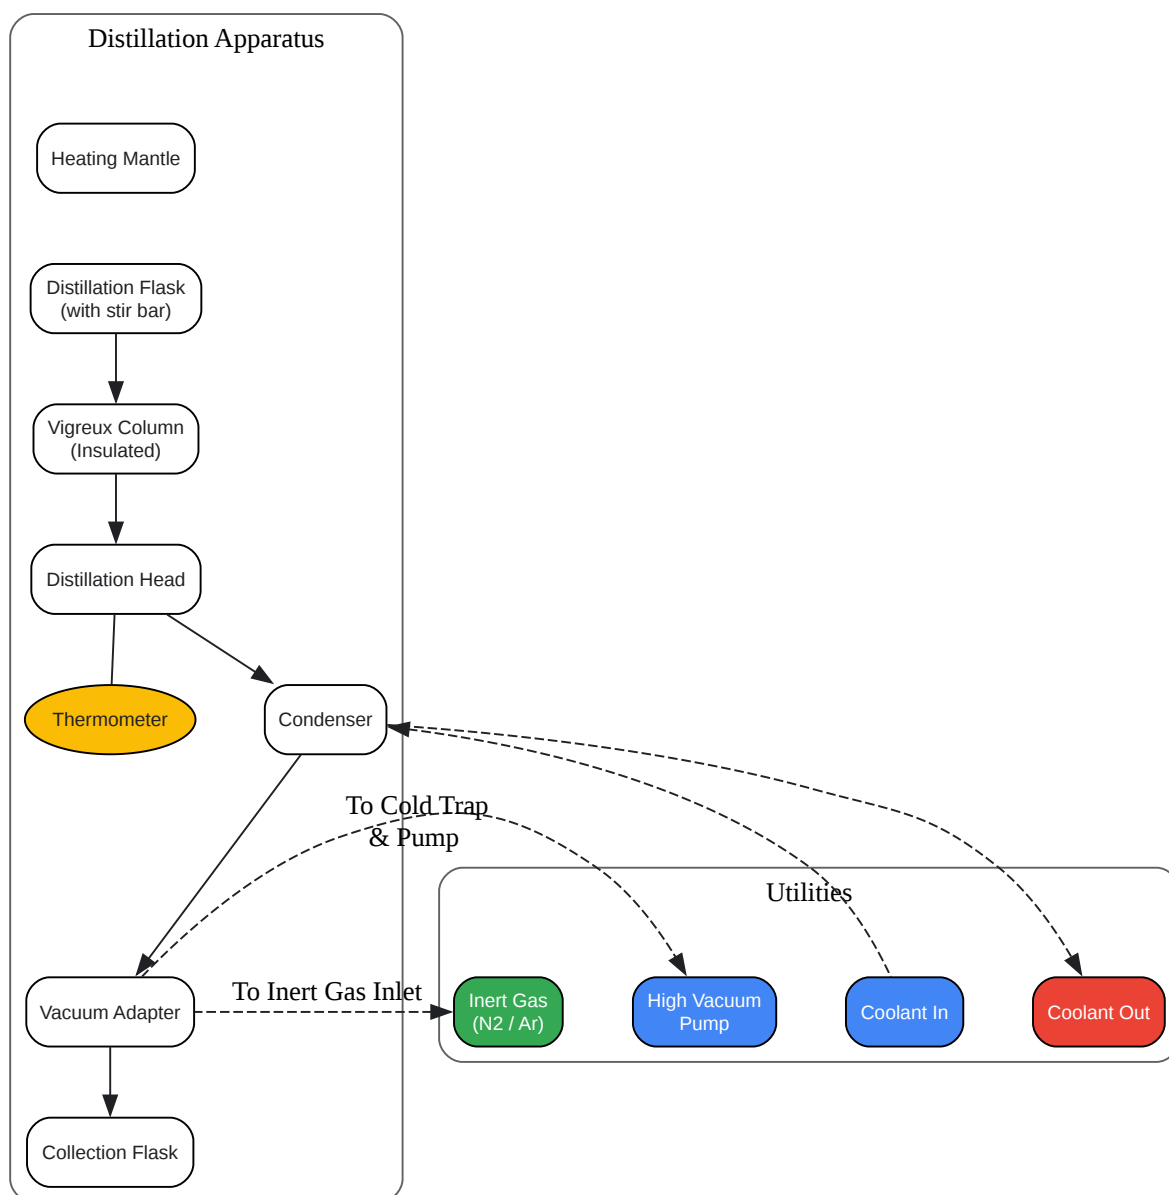 Distillation Apparatus
Heating Mantle
Distillation Flask
(with stir bar)
Vigreux Column
(Insulated)
Distillation Head
Thermometer
Condenser
To Cold Trap
& Pump
Utilities
Vacuum Adapter
To Inert Gas Inlet
Inert Gas
(N2 / Ar)
High Vacuum
Pump
Coolant In
Coolant Out
Collection Flask